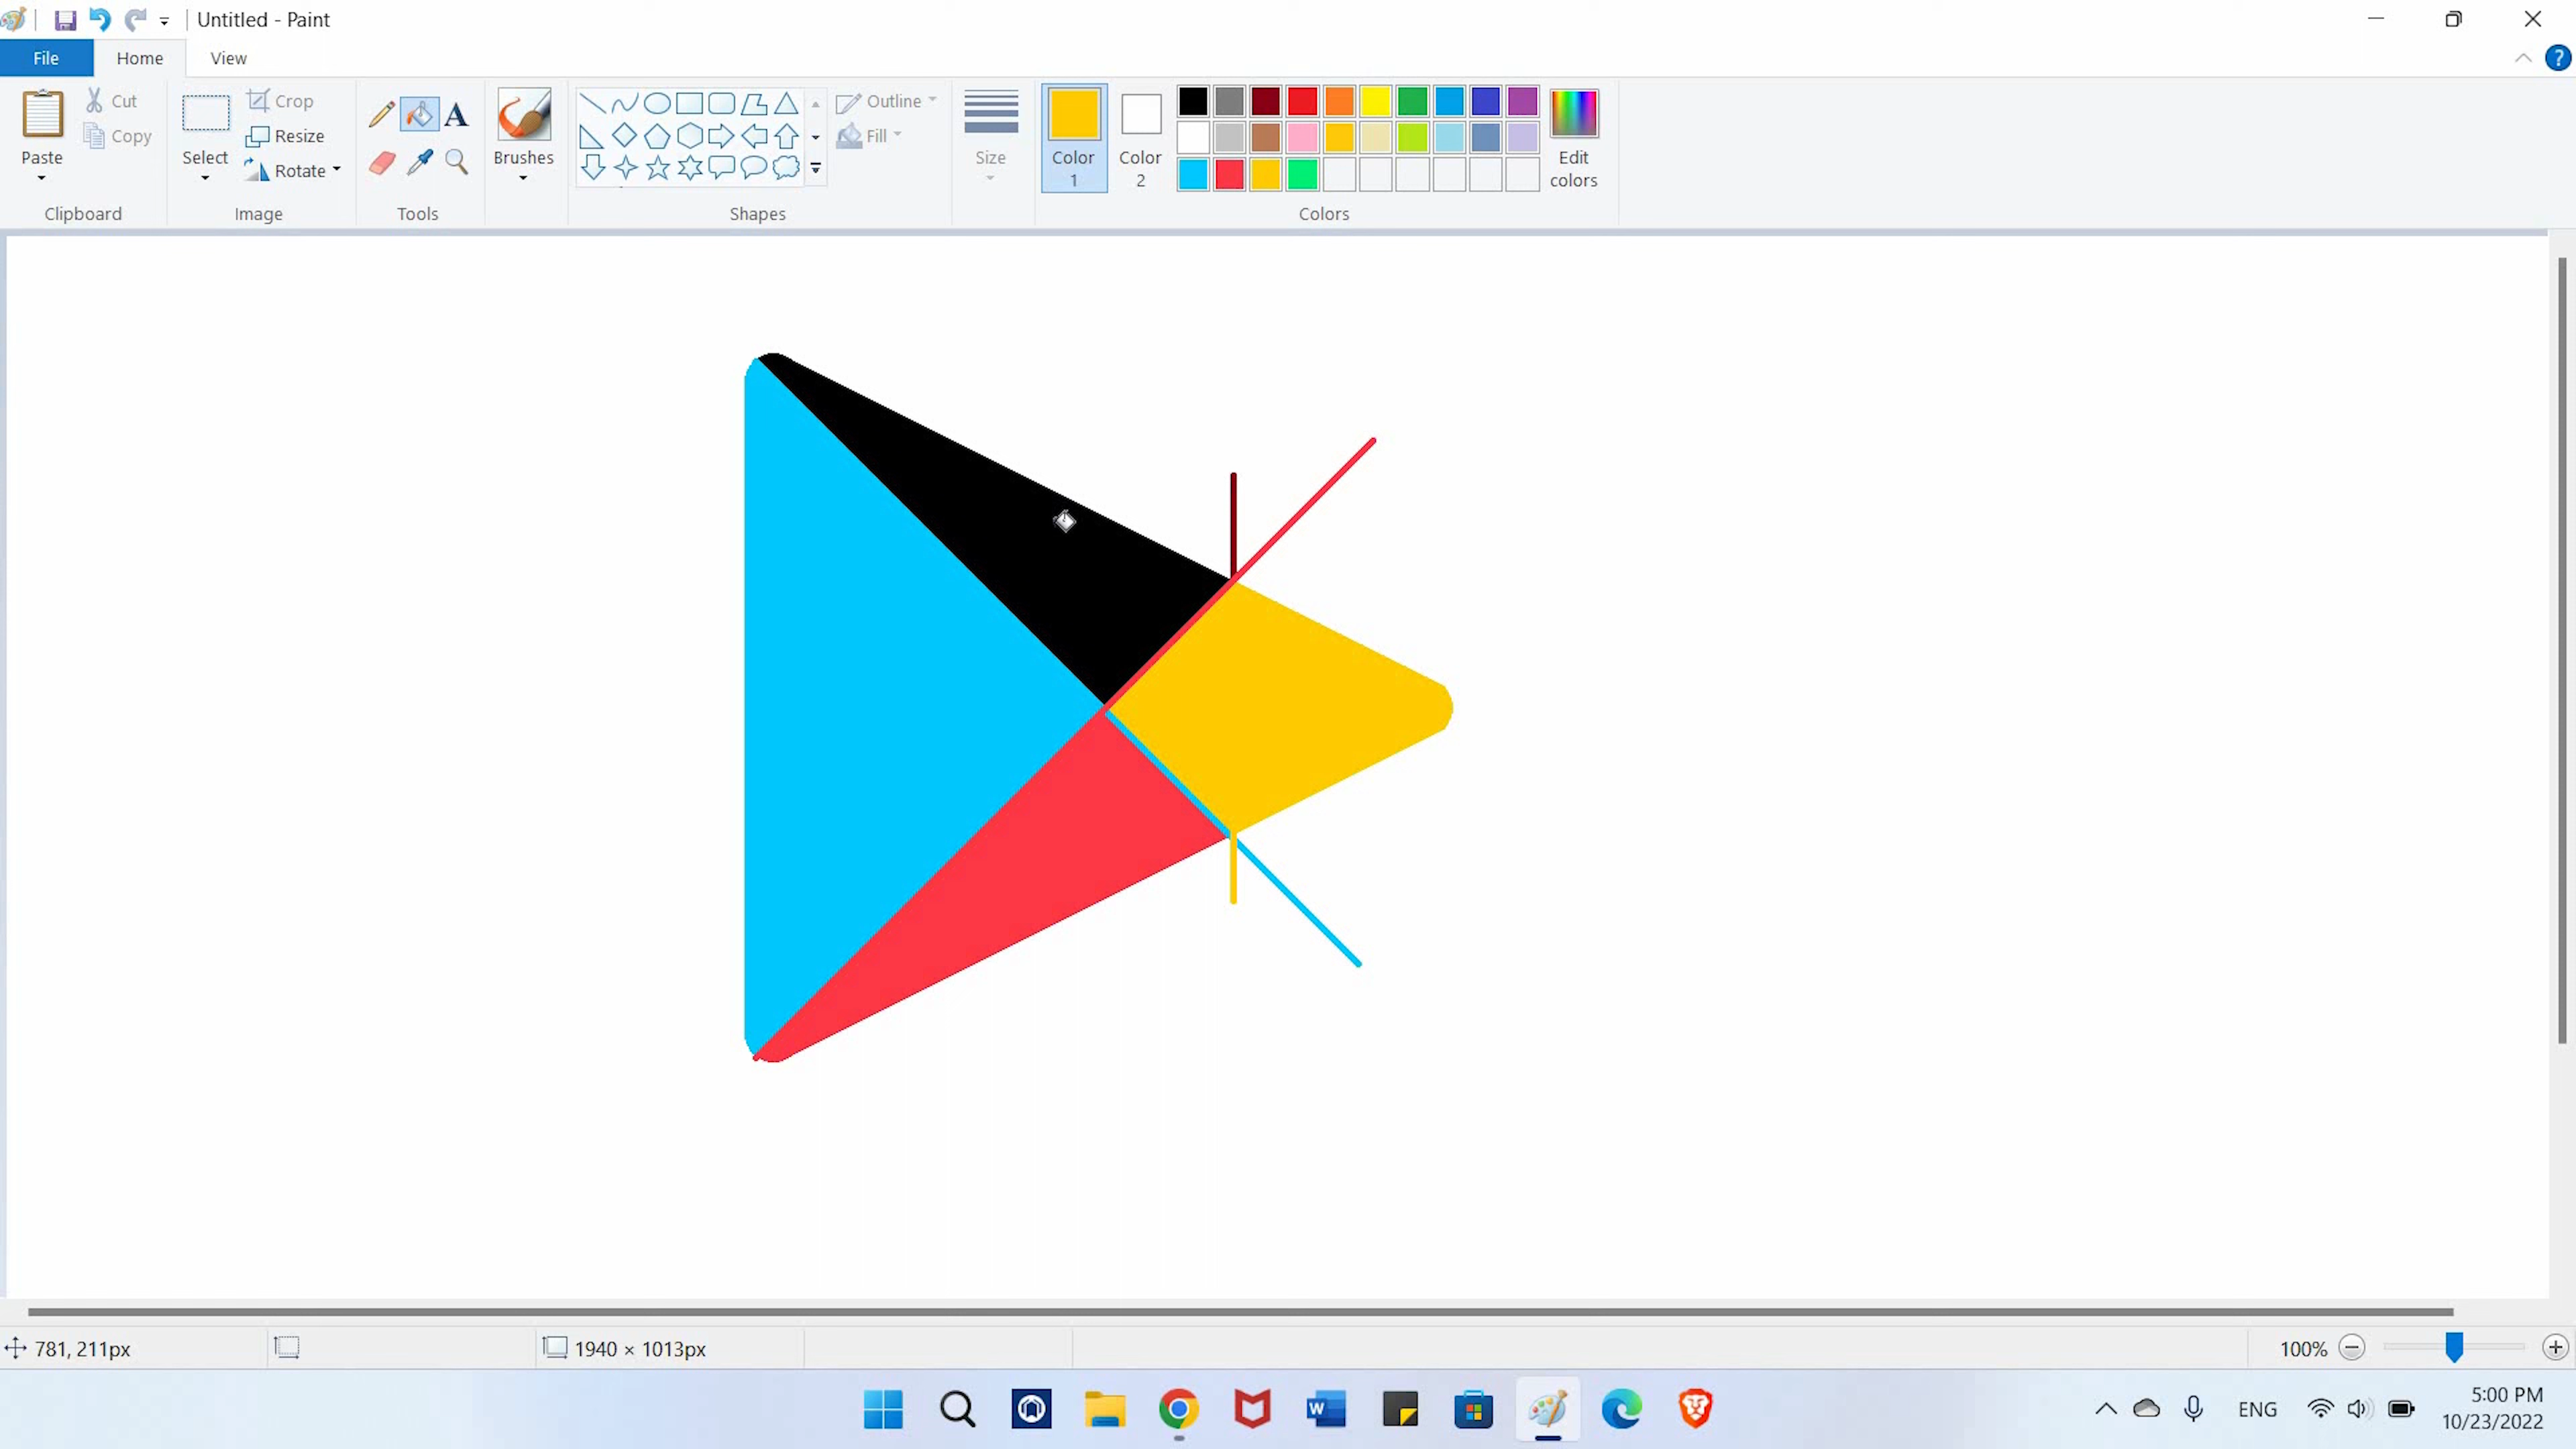 Untitled - Paint
File Home View
Paste
Cut
Copy
Clipboard
Select
Crop
Resize
Rotate
Image
A
Tools
Brushes
Outline
Fill
Shapes
Size
Color 1
Color 2
Edit colors
Colors
781, 211px
1940 × 1013px
100%
W
ENG
5:00 PM
10/23/2022